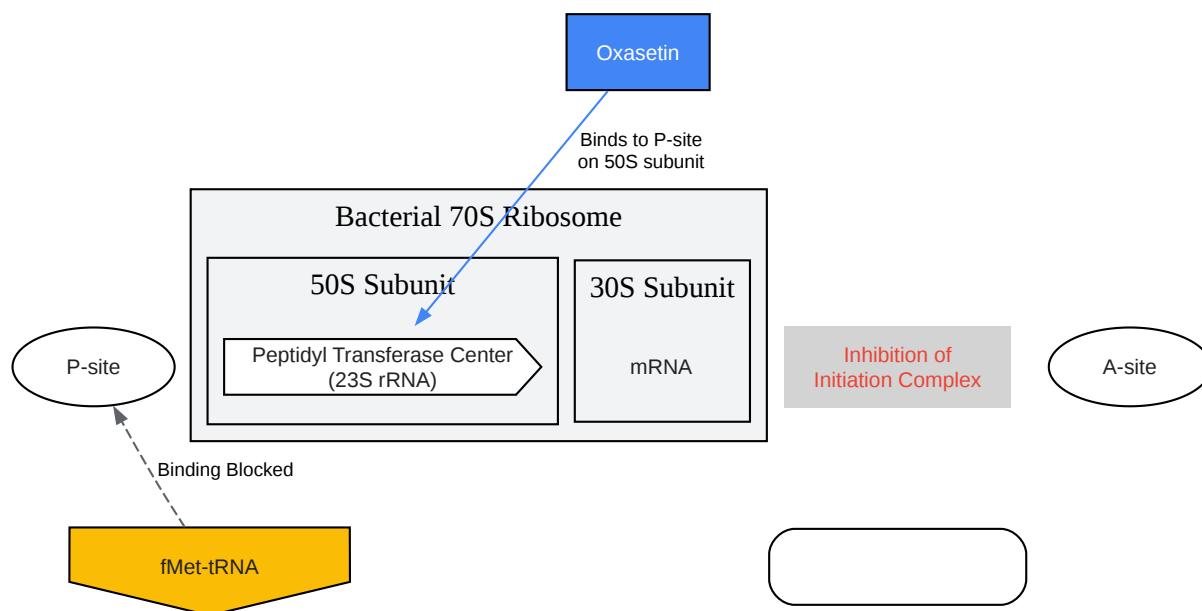 Oxasetin
Binds to P-site
on 50S subunit
Bacterial 70S Ribosome
50S Subunit
30S Subunit
P-site
Peptidyl Transferase Center
(23S rRNA)
mRNA
Inhibition of
Initiation Complex
A-site
Binding Blocked
fMet-tRNA